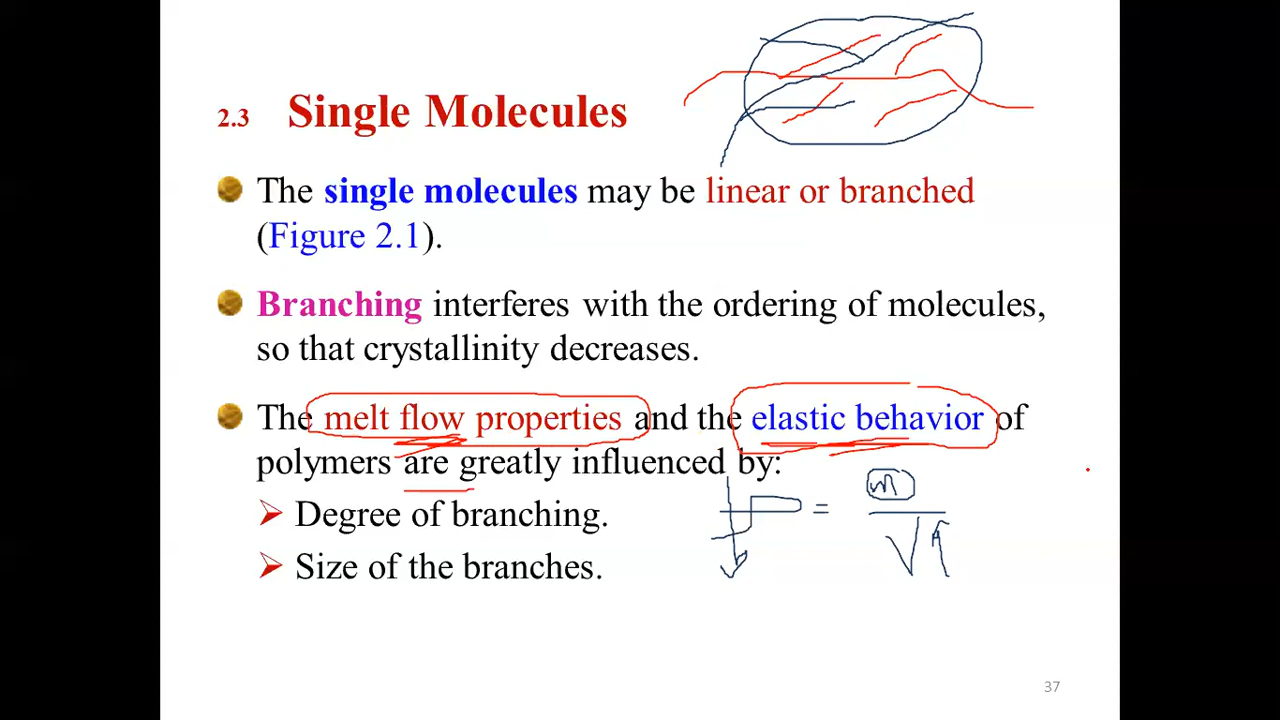 2.3 Single Molecules
The single molecules may be linear or branched
(Figure 2.1).
Branching interferes with the ordering of molecules,
so that crystallinity decreases.
The melt flow properties and the elastic behavior of
polymers are greatly influenced by:
Degree of branching.
Size of the branches.
37